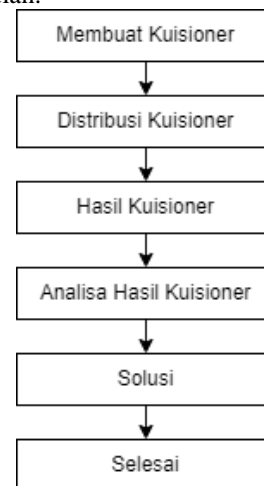 Membuat Kuisioner
Distribusi Kuisioner
Hasil Kuisioner
Analisa Hasil Kuisioner
Solusi
Selesai